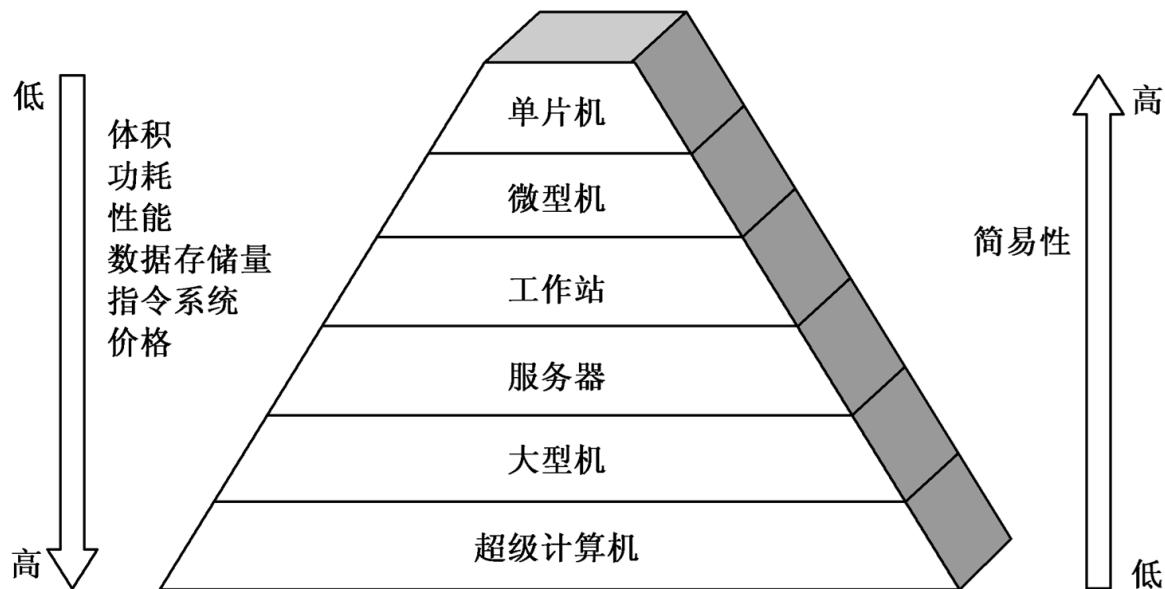 低
体积
功耗
性能
数据存储量
指令系统
价格
高
单片机
微型机
工作站
服务器
大型机
超级计算机
高
简易性
低